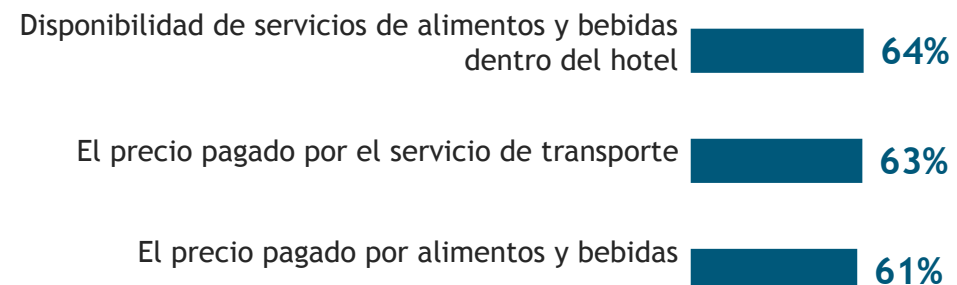 Disponibilidad de servicios de alimentos y bebidas
dentro del hotel
64%
El precio pagado por el servicio de transporte
63%
El precio pagado por alimentos y bebidas
61%